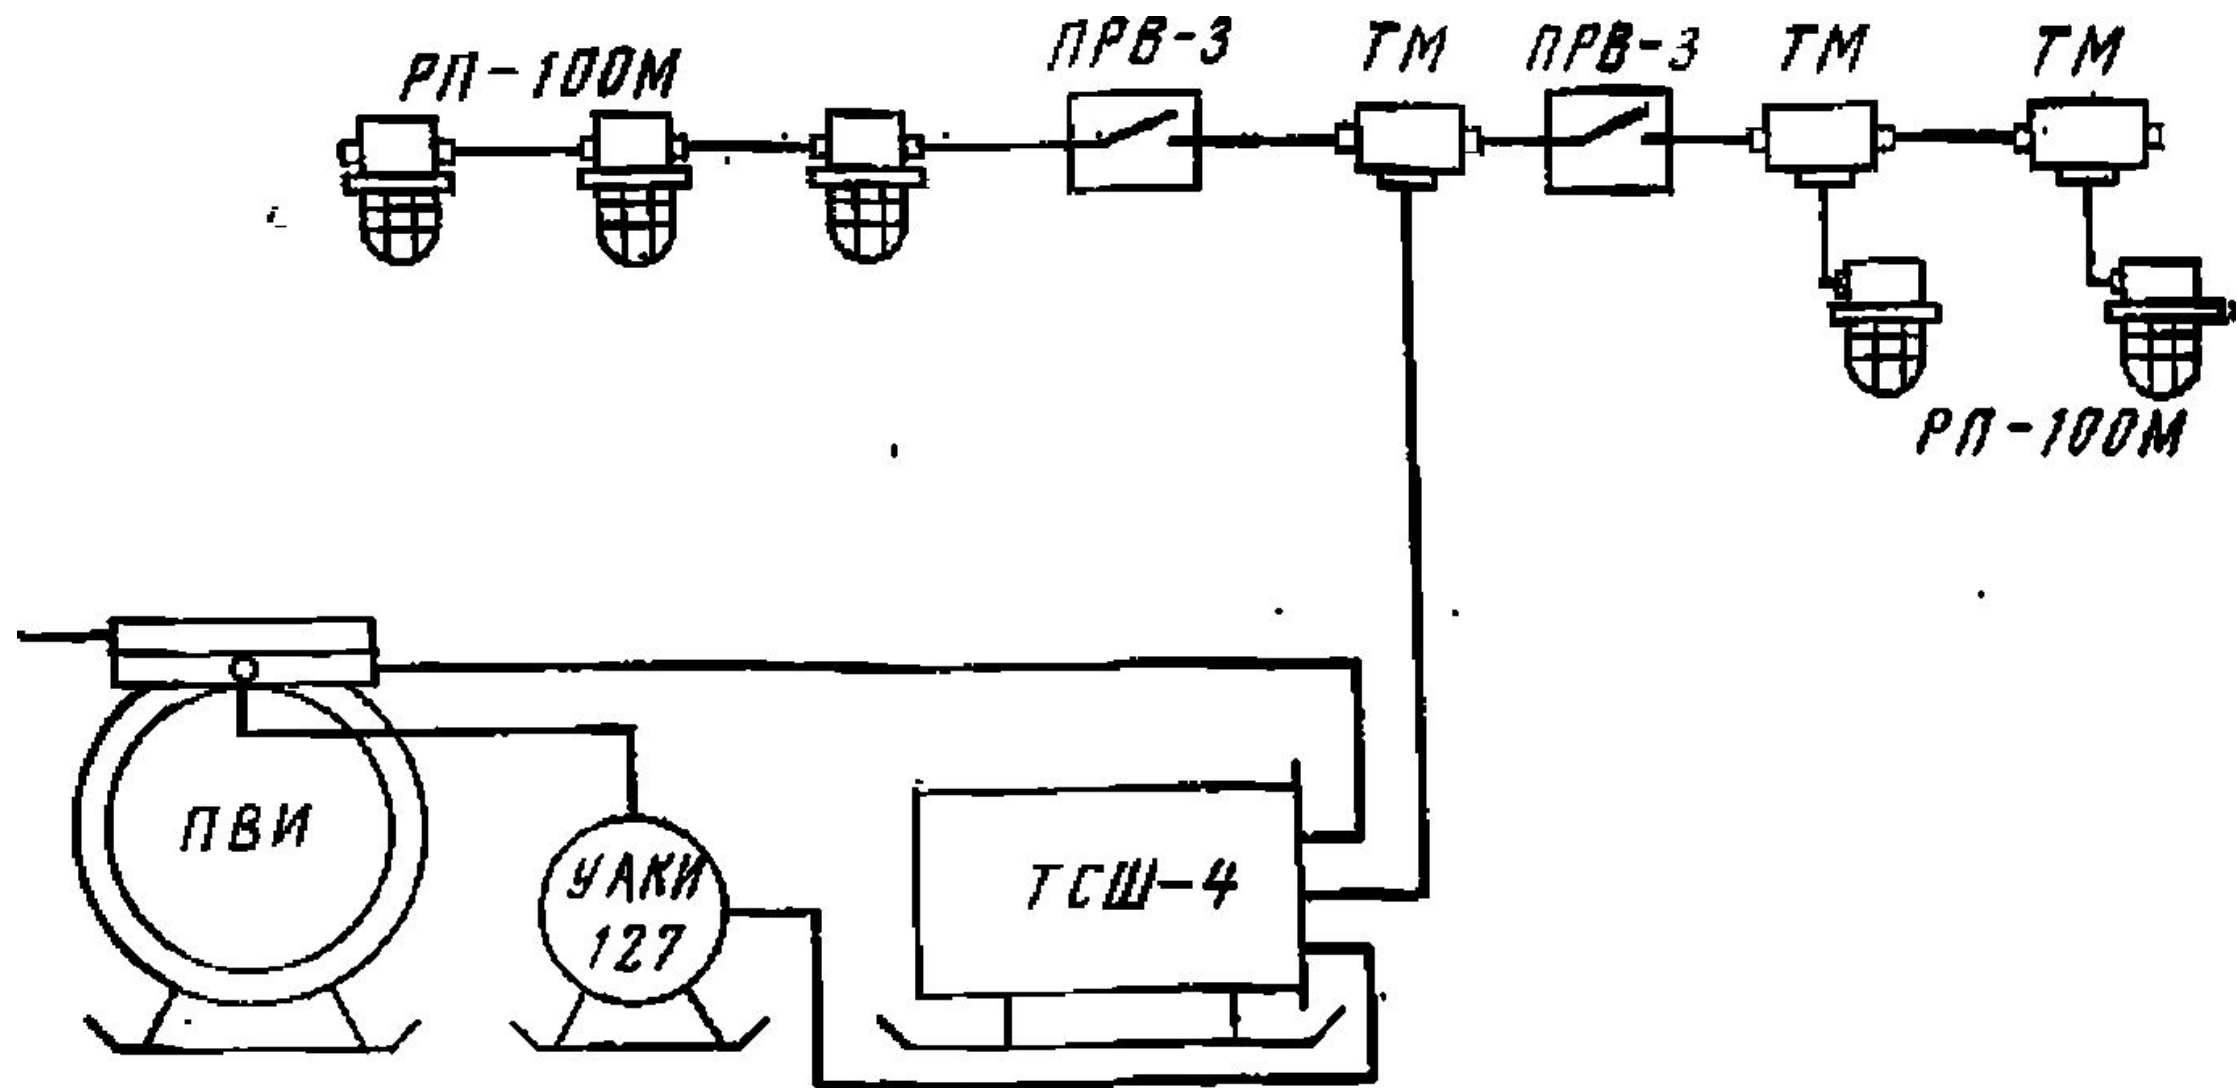 РП-100М
ПРВ-3
ТМ
ПРВ-3
ТМ
ТМ
РП-100М
ПВИ
УАКИ
127
ТСШ-4